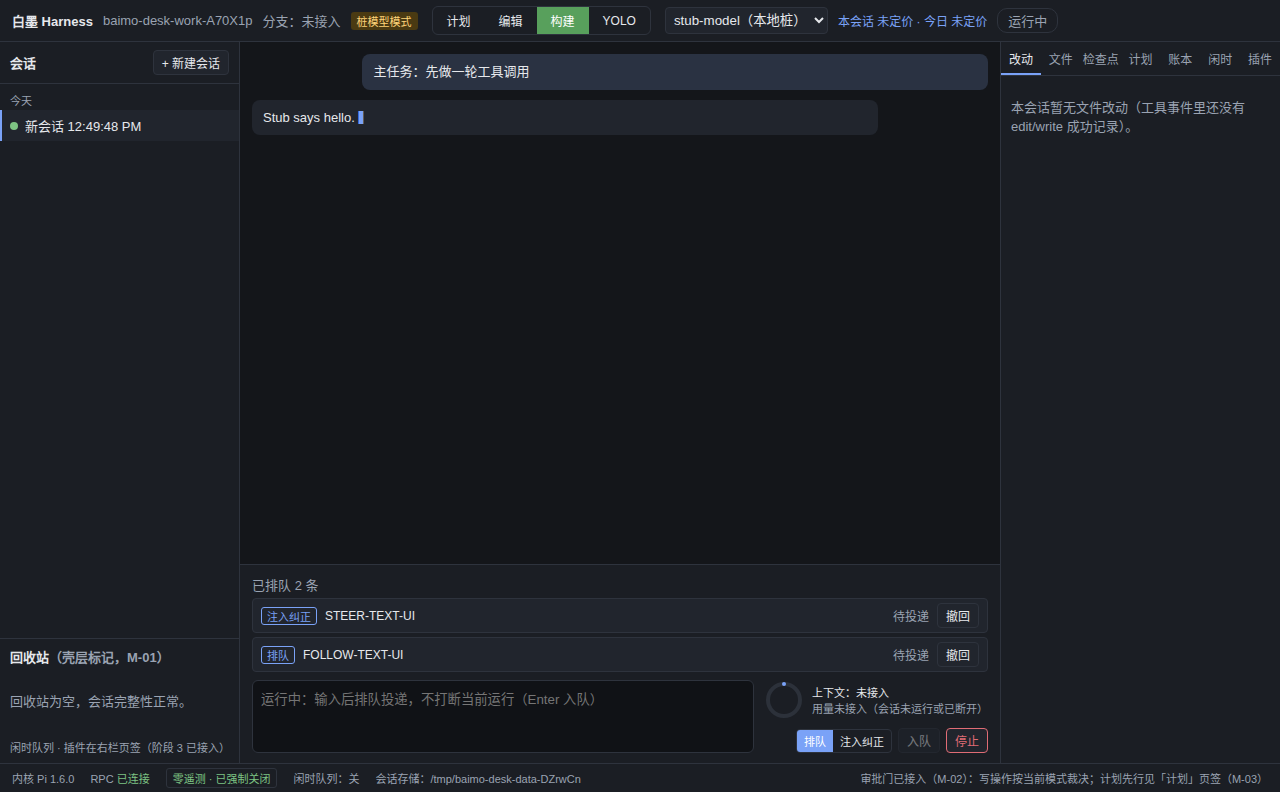 白墨 Harness baimo-desk-work-A70X1p 分支：未接入 桩模型模式 计划 编辑 构建 YOLO stub-model（本地桩） 本会话 未定价 · 今日 未定价 运行中
会话 + 新建会话
今天
新会话 12:49:48 PM
主任务：先做一轮工具调用
Stub says hello.
改动 文件 检查点 计划 账本 闲时 插件
本会话暂无文件改动（工具事件里还没有
edit/write 成功记录）。
已排队 2 条
注入纠正 STEER-TEXT-UI 待投递 撤回
排队 FOLLOW-TEXT-UI 待投递 撤回
运行中：输入后排队投递，不打断当前运行（Enter 入队）
上下文：未接入
用量未接入（会话未运行或已断开）
排队 注入纠正 入队 停止
回收站（壳层标记，M-01）
回收站为空，会话完整性正常。
闲时队列 · 插件在右栏页签（阶段 3 已接入）
内核 Pi 1.6.0 RPC 已连接 零遥测 · 已强制关闭 闲时队列：关 会话存储：/tmp/baimo-desk-data-DZrwCn 审批门已接入（M-02）：写操作按当前模式裁决；计划先行见「计划」页签（M-03）